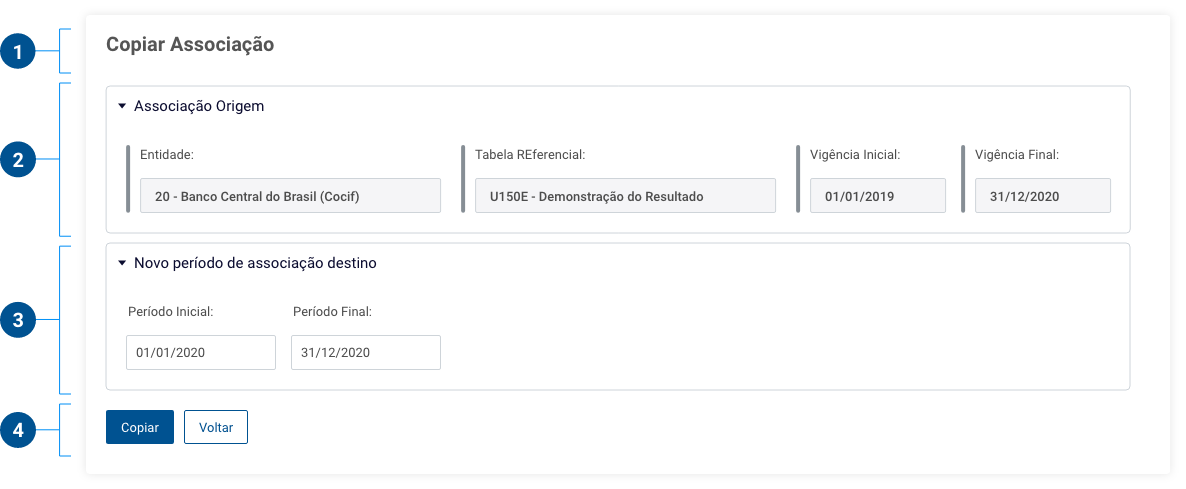 1
Copiar Associação
2
Associação Origem
Entidade: Tabela REferencial: Vigência Inicial: Vigência Final:
20 - Banco Central do Brasil (Cocif) U150E - Demonstração do Resultado 01/01/2019 31/12/2020
3
Novo período de associação destino
Período Inicial: Período Final:
01/01/2020 31/12/2020
4
Copiar Voltar